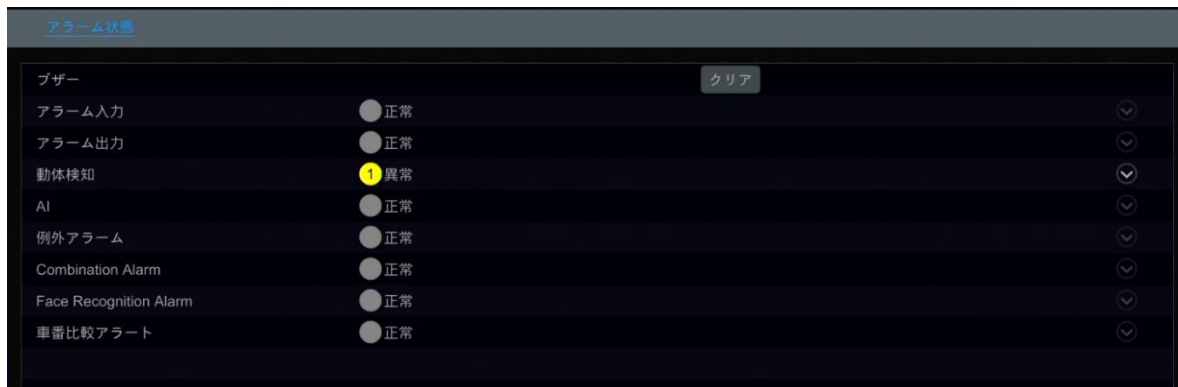 アラーム状態
ブザー クリア
アラーム入力 正常
アラーム出力 正常
動体検知 1 異常
AI 正常
例外アラーム 正常
Combination Alarm 正常
Face Recognition Alarm 正常
車番比較アラート 正常